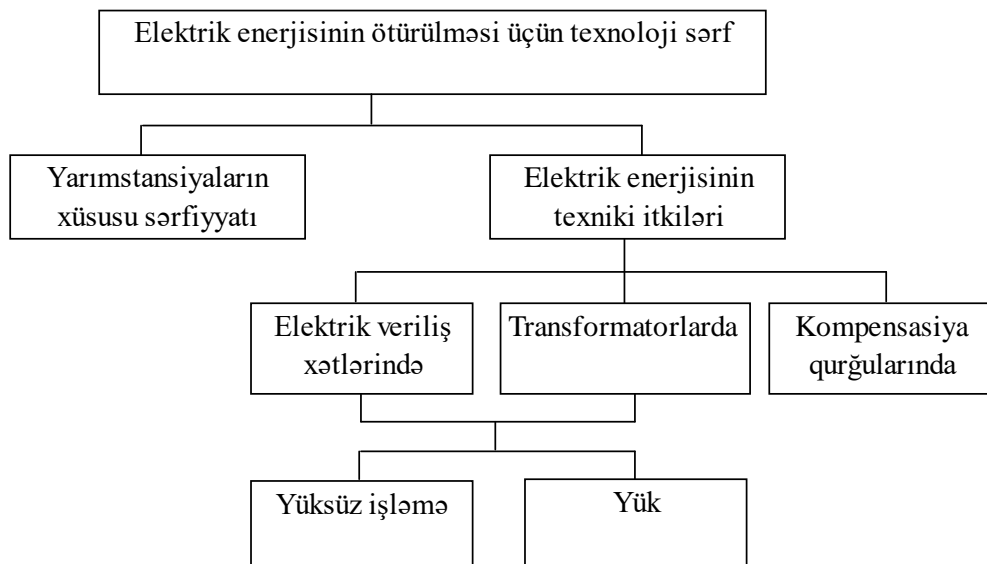 Elektrik enerjisinin ötürülməsi üçün texnoloji sərf
Yarımstansiyaların
xüsusu sərfiyyatı
Elektrik enerjisinin
texniki itkiləri
Elektrik veriliş
xətlərində
Transformatorlarda
Kompensasiya
qurğularında
Yüksüz işləmə
Yük